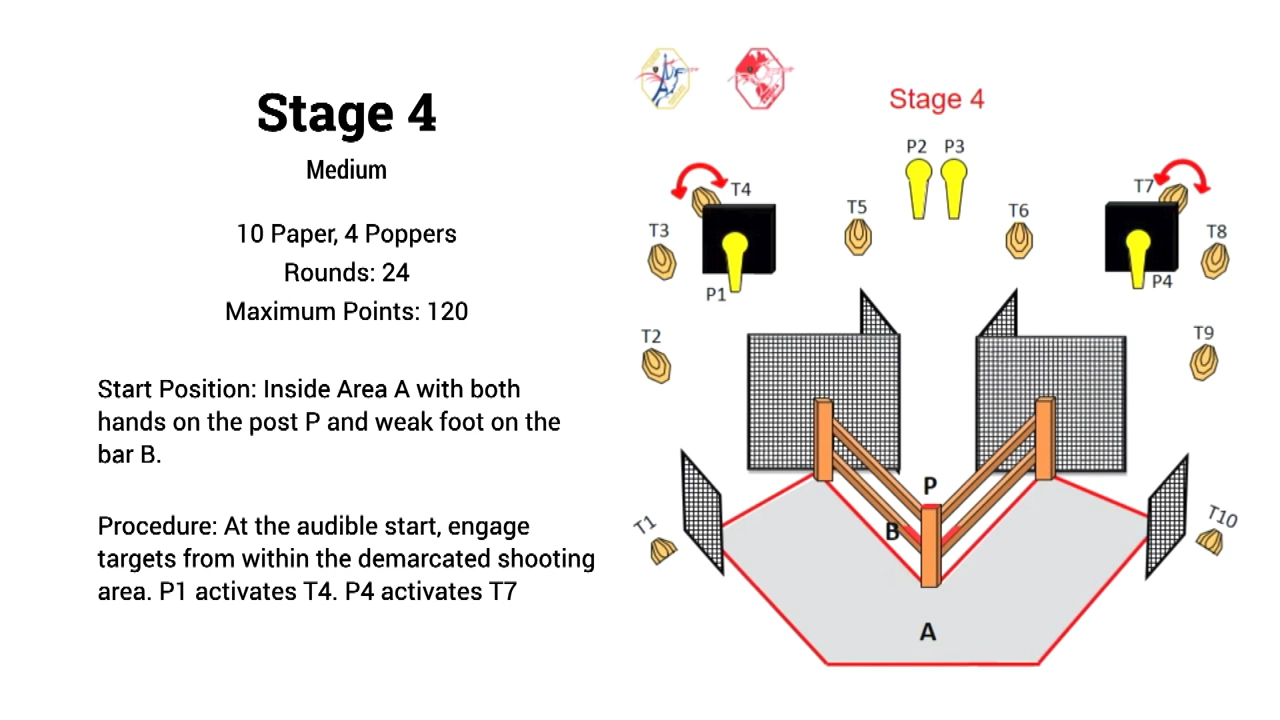 Stage 4
Medium
10 Paper, 4 Poppers
Rounds: 24
Maximum Points: 120
Start Position: Inside Area A with both
hands on the post P and weak foot on the
bar B.
Procedure: At the audible start, engage
targets from within the demarcated shooting
area. P1 activates T4. P4 activates T7
Stage 4
P2 P3
T4
T7
T3
T5
T6
T8
P1
P4
T2
T9
P
B
T1
T10
A